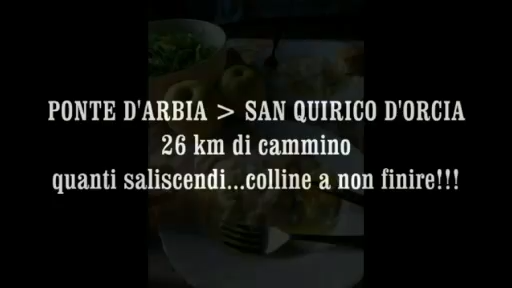 PONTE D'ARBIA > SAN QUIRICO D'ORCIA
26 km di cammino
quanti saliscendi...colline a non finire!!!